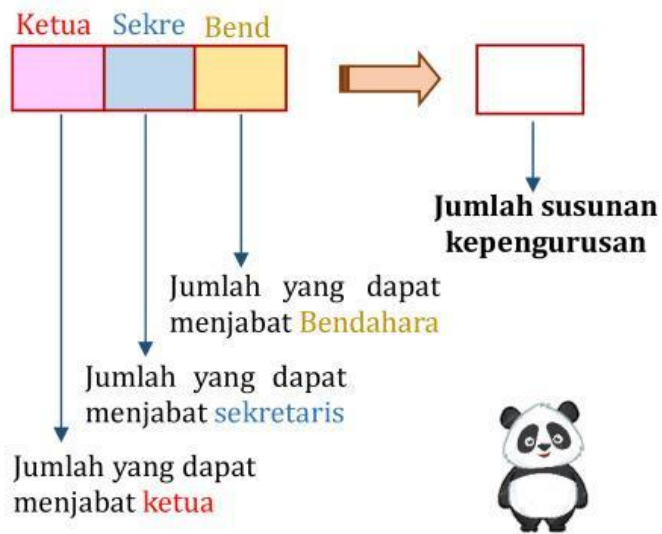 Ketua Sekre Bend
Jumlah susunan
kepengurusan
Jumlah yang dapat
menjabat Bendahara
Jumlah yang dapat
menjabat sekretaris
Jumlah yang dapat
menjabat ketua